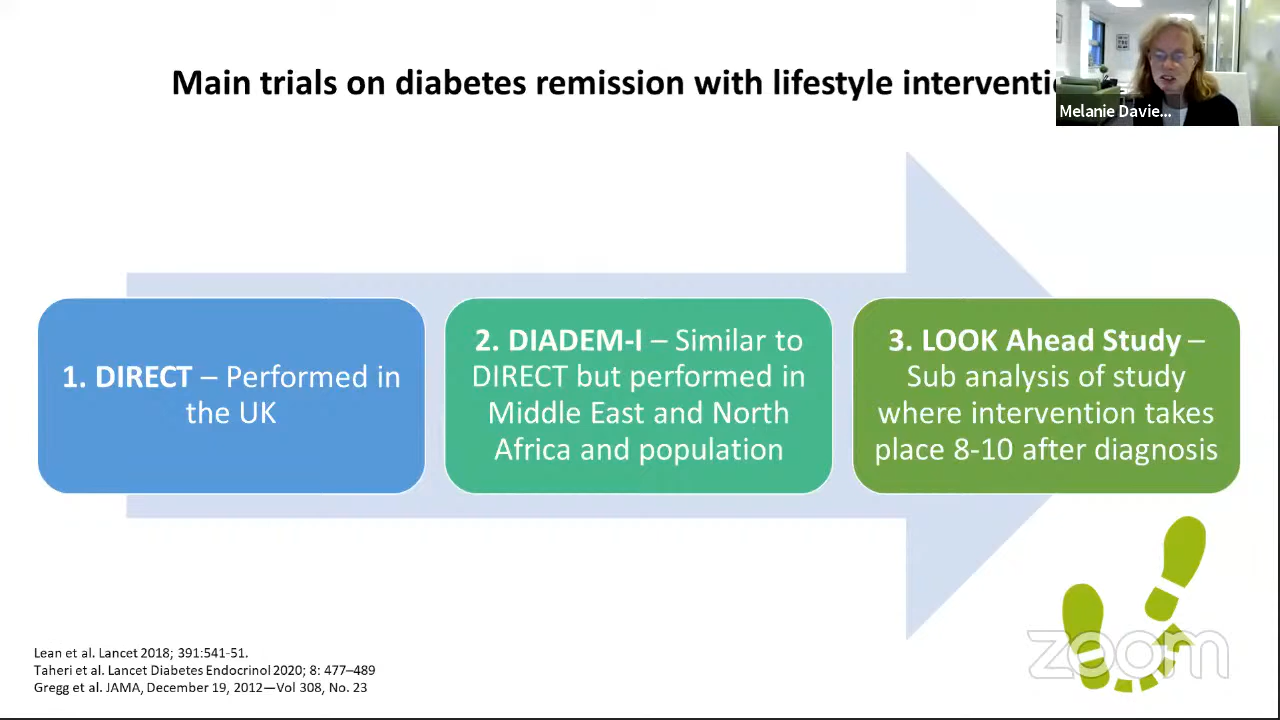 Main trials on diabetes remission with lifestyle interventi
Melanie Davie...
1. DIRECT – Performed in
the UK
2. DIADEM-I – Similar to
DIRECT but performed in
Middle East and North
Africa and population
3. LOOK Ahead Study –
Sub analysis of study
where intervention takes
place 8-10 after diagnosis
Lean et al. Lancet 2018; 391:541-51.
Taheri et al. Lancet Diabetes Endocrinol 2020; 8: 477–489
Gregg et al. JAMA, December 19, 2012—Vol 308, No. 23
zoom